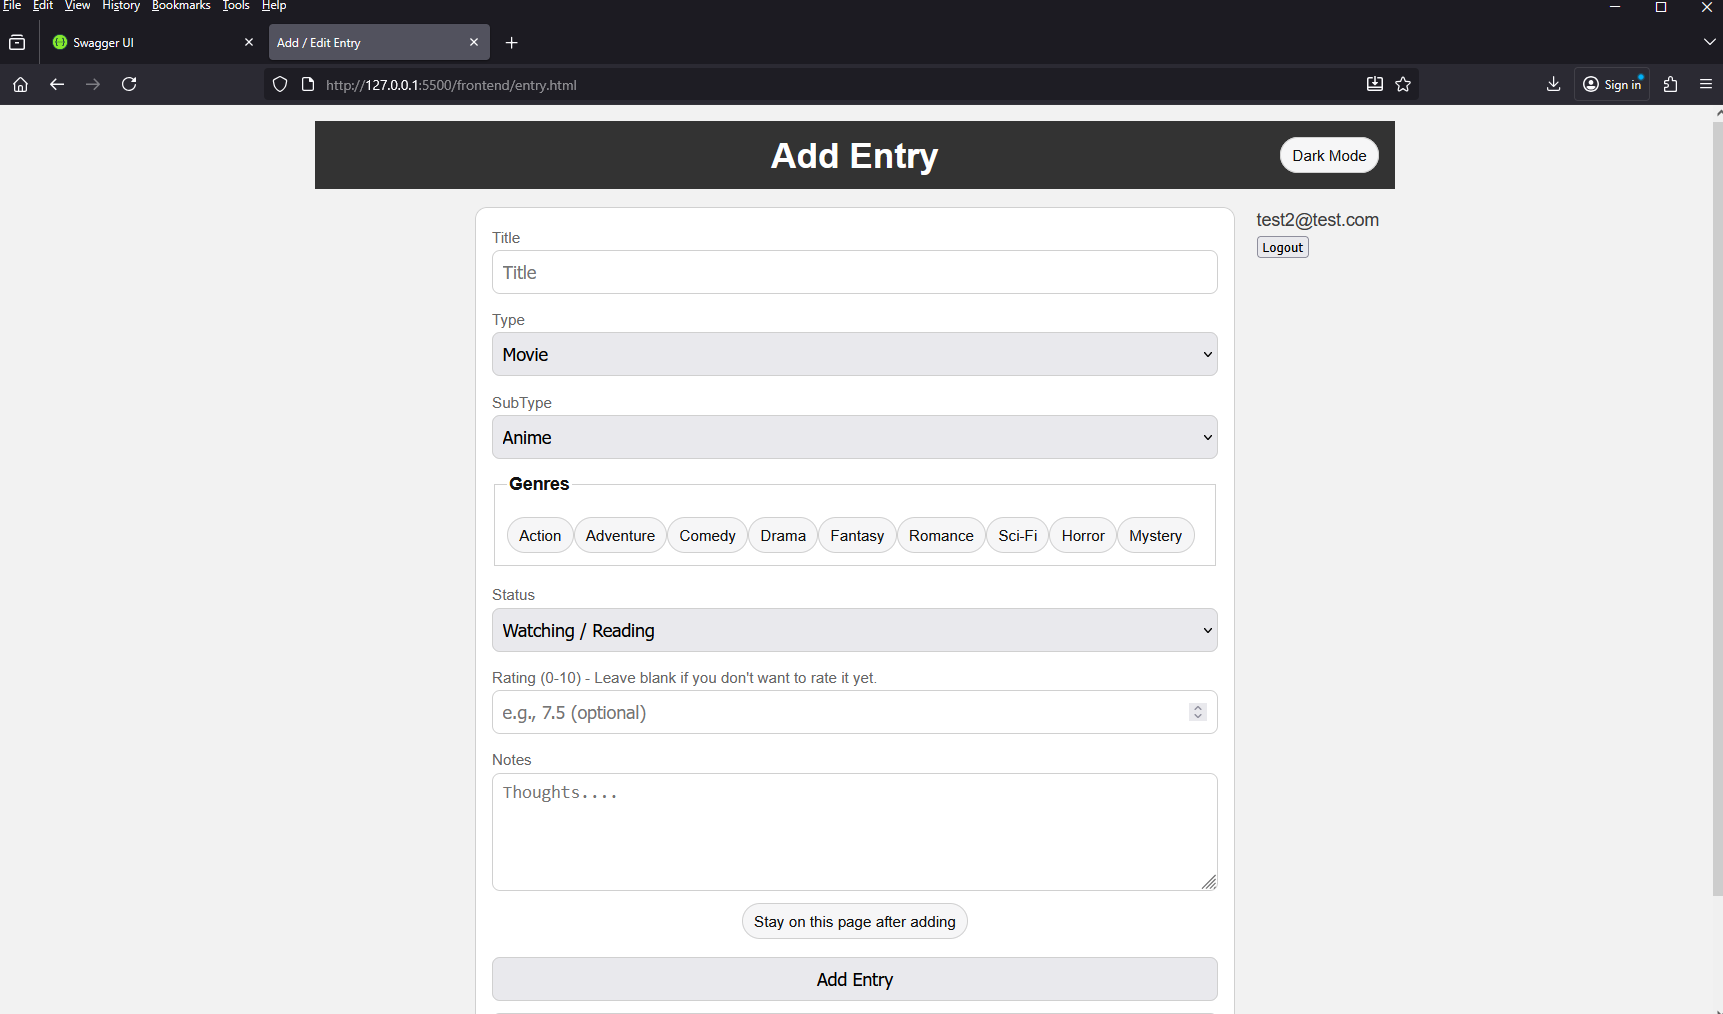 File Edit View History Bookmarks Tools Help
Swagger UI
Add / Edit Entry
http://127.0.0.1:5500/frontend/entry.html
Sign in
Add Entry
Dark Mode
test2@test.com
Logout
Title
Title
Type
Movie
SubType
Anime
Genres
Action Adventure Comedy Drama Fantasy Romance Sci-Fi Horror Mystery
Status
Watching / Reading
Rating (0-10) - Leave blank if you don't want to rate it yet.
e.g., 7.5 (optional)
Notes
Thoughts....
Stay on this page after adding
Add Entry